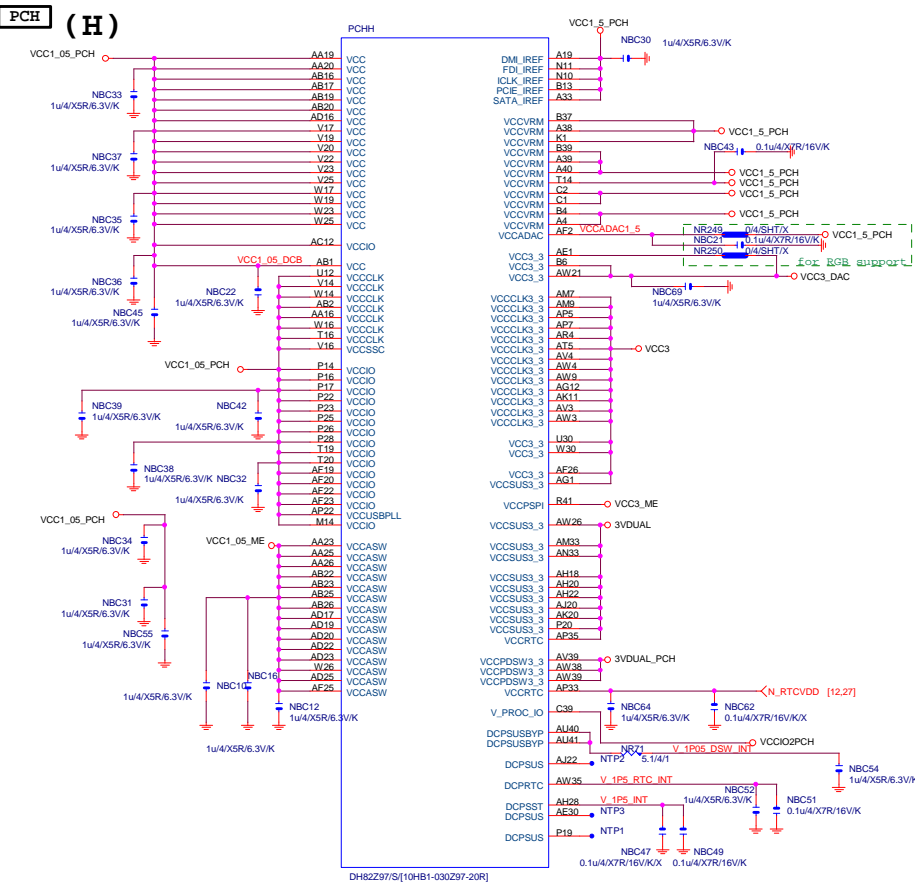 PCH (H)
PCHH
VCC1_05_PCH
NBC33
1u/4/X5R/6.3V/K
NBC37
1u/4/X5R/6.3V/K
NBC35
1u/4/X5R/6.3V/K
NBC36
1u/4/X5R/6.3V/K
NBC45
1u/4/X5R/6.3V/K
VCC1_05_DCB
NBC22
1u/4/X5R/6.3V/K
VCC1_05_PCH
NBC39
1u/4/X5R/6.3V/K
NBC42
1u/4/X5R/6.3V/K
NBC38
1u/4/X5R/6.3V/K
NBC32
1u/4/X5R/6.3V/K
VCC1_05_PCH
NBC34
1u/4/X5R/6.3V/K
VCC1_05_ME
NBC31
1u/4/X5R/6.3V/K
NBC55
1u/4/X5R/6.3V/K
NBC10
NBC16
1u/4/X5R/6.3V/K
1u/4/X5R/6.3V/K
NBC12
1u/4/X5R/6.3V/K
AA19 VCC
AA20 VCC
AB16 VCC
AB17 VCC
AB19 VCC
AB20 VCC
AD16 VCC
V17 VCC
V19 VCC
V20 VCC
V22 VCC
V23 VCC
V25 VCC
W17 VCC
W19 VCC
W23 VCC
W25 VCC
AC12 VCCIO
AB1 VCC
U12 VCCCLK
V14 VCCCLK
W14 VCCCLK
AB2 VCCCLK
AA16 VCCCLK
W16 VCCCLK
T16 VCCCLK
V16 VCCSSC
P14 VCCIO
P16 VCCIO
P17 VCCIO
P22 VCCIO
P23 VCCIO
P25 VCCIO
P26 VCCIO
P28 VCCIO
T19 VCCIO
T20 VCCIO
AF19 VCCIO
AF20 VCCIO
AF22 VCCIO
AF23 VCCIO
AP22 VCCUSBPLL
M14 VCCIO
AA23 VCCASW
AA25 VCCASW
AA26 VCCASW
AB22 VCCASW
AB23 VCCASW
AB25 VCCASW
AB26 VCCASW
AD17 VCCASW
AD19 VCCASW
AD20 VCCASW
AD22 VCCASW
AD23 VCCASW
W26 VCCASW
AD25 VCCASW
AF25 VCCASW
VCC1_5_PCH
NBC30
1u/4/X5R/6.3V/K
DMI_IREF A19
FDI_IREF N11
ICLK_IREF N10
PCIE_IREF B13
SATA_IREF A33
VCCVRM B37
VCCVRM A38
VCCVRM K1
VCCVRM B39
VCCVRM A39
VCCVRM A40
VCCVRM T14
VCCVRM C2
VCCVRM C1
VCCVRM B4
VCCVRM A4
VCCADAC AF2
VCC1_5_PCH
NBC43 0.1u/4/X7R/16V/K
VCC1_5_PCH
VCC1_5_PCH
VCC1_5_PCH
VCC1_5_PCH
VCCADAC1_5
NR249 0/4/SHT/X
NBC21 0.1u/4/X7R/16V/K
VCC1_5_PCH
NR250 0/4/SHT/X
for RGB support
VCC3_3 AE1
VCC3_3 B6
AW21
VCC3_DAC
NBC69
1u/4/X5R/6.3V/K
VCCCLK3_3 AM7
VCCCLK3_3 AM9
VCCCLK3_3 AP5
VCCCLK3_3 AP7
VCCCLK3_3 AR4
VCCCLK3_3 AT5
VCCCLK3_3 AV4
VCCCLK3_3 AW4
VCCCLK3_3 AW9
VCCCLK3_3 AG12
VCCCLK3_3 AK11
VCCCLK3_3 AV3
VCCCLK3_3 AW3
VCC3
VCC3_3 U30
VCC3_3 W30
VCC3_3 AF26
VCCSUS3_3 AG1
VCCPSPI R41
VCC3_ME
VCCSUS3_3 AW26
3VDUAL
VCCSUS3_3 AM33
VCCSUS3_3 AN33
VCCSUS3_3 AH18
VCCSUS3_3 AH20
VCCSUS3_3 AH22
VCCSUS3_3 AJ20
VCCSUS3_3 AK20
VCCSUS3_3 P20
VCCRTC AP35
VCCPDSW3_3 AV39
VCCPDSW3_3 AW38
VCCPDSW3_3 AW39
3VDUAL_PCH
VCCRTC AP33
N_RTCVDD [12,27]
NBC64
1u/4/X5R/6.3V/K
NBC62
0.1u/4/X7R/16V/K/X
V_PROC_IO C39
VCCIO2PCH
DCPSUSBYP AU40
DCPSUSBYP AU41
NR71
5.1/4/1
V_1P05_DSW_INT
NBC54
1u/4/X5R/6.3V/K
DCPSUS AJ22
NTP2
DCPRTC AW35
V_1P5_RTC_INT
NBC52
1u/4/X5R/6.3V/K
NBC51
0.1u/4/X7R/16V/K
DCPSST AH28
V_1P5_INT
DCPSUS AE30
NTP3
DCPSUS P19
NTP1
NBC47
0.1u/4/X7R/16V/K/X
NBC49
0.1u/4/X7R/16V/K
DH82Z97/S/[10HB1-030Z97-20R]